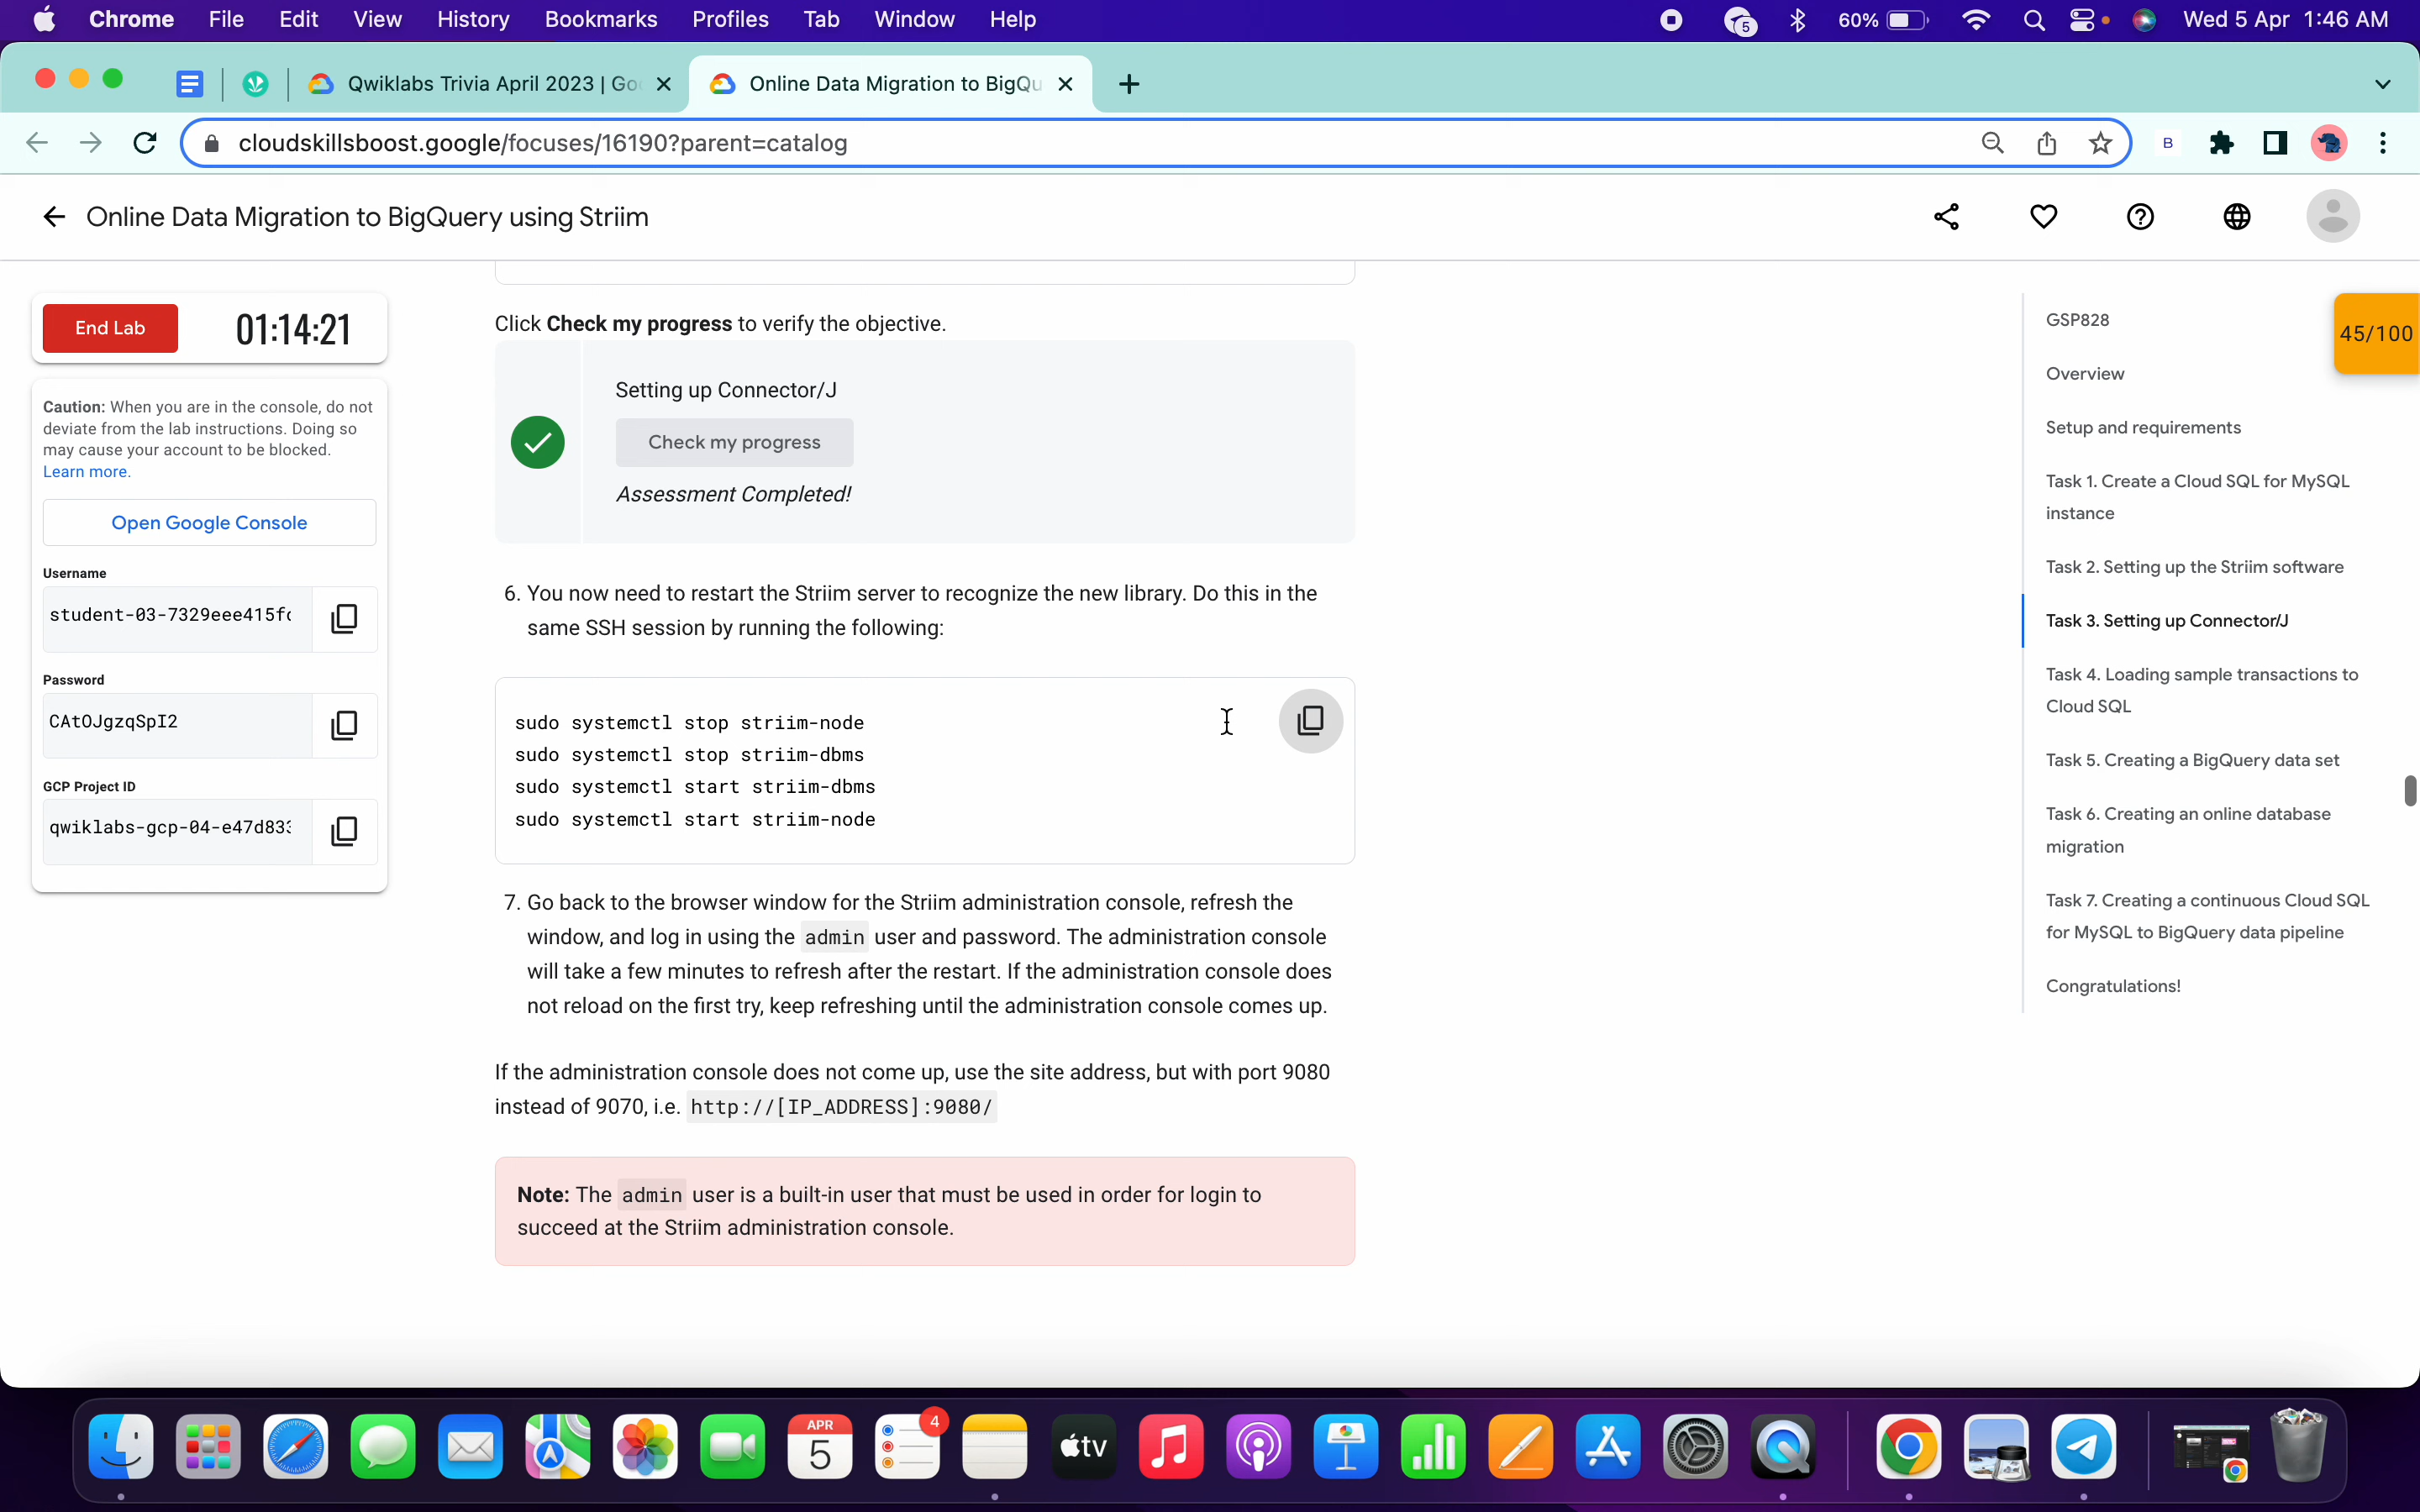 Chrome File Edit View History Bookmarks Profiles Tab Window Help 5 60% Wed 5 Apr 1:46 AM
Qwiklabs Trivia April 2023 | Go
Online Data Migration to BigQu
cloudskillsboost.google/focuses/16190?parent=catalog
B
Online Data Migration to BigQuery using Striim
End Lab
01:14:21
Caution: When you are in the console, do not
deviate from the lab instructions. Doing so
may cause your account to be blocked.
Learn more.
Open Google Console
Username
student-03-7329eee415f
Password
CAtOJgzqSpI2
GCP Project ID
qwiklabs-gcp-04-e47d833
Click Check my progress to verify the objective.
Setting up Connector/J
Check my progress
Assessment Completed!
6. You now need to restart the Striim server to recognize the new library. Do this in the
same SSH session by running the following:
sudo systemctl stop striim-node
sudo systemctl stop striim-dbms
sudo systemctl start striim-dbms
sudo systemctl start striim-node
7. Go back to the browser window for the Striim administration console, refresh the
window, and log in using the admin user and password. The administration console
will take a few minutes to refresh after the restart. If the administration console does
not reload on the first try, keep refreshing until the administration console comes up.
If the administration console does not come up, use the site address, but with port 9080
instead of 9070, i.e. http://[IP_ADDRESS]:9080/
Note: The admin user is a built-in user that must be used in order for login to
succeed at the Striim administration console.
GSP828
45/100
Overview
Setup and requirements
Task 1. Create a Cloud SQL for MySQL
instance
Task 2. Setting up the Striim software
Task 3. Setting up Connector/J
Task 4. Loading sample transactions to
Cloud SQL
Task 5. Creating a BigQuery data set
Task 6. Creating an online database
migration
Task 7. Creating a continuous Cloud SQL
for MySQL to BigQuery data pipeline
Congratulations!
APR
5
4
tv